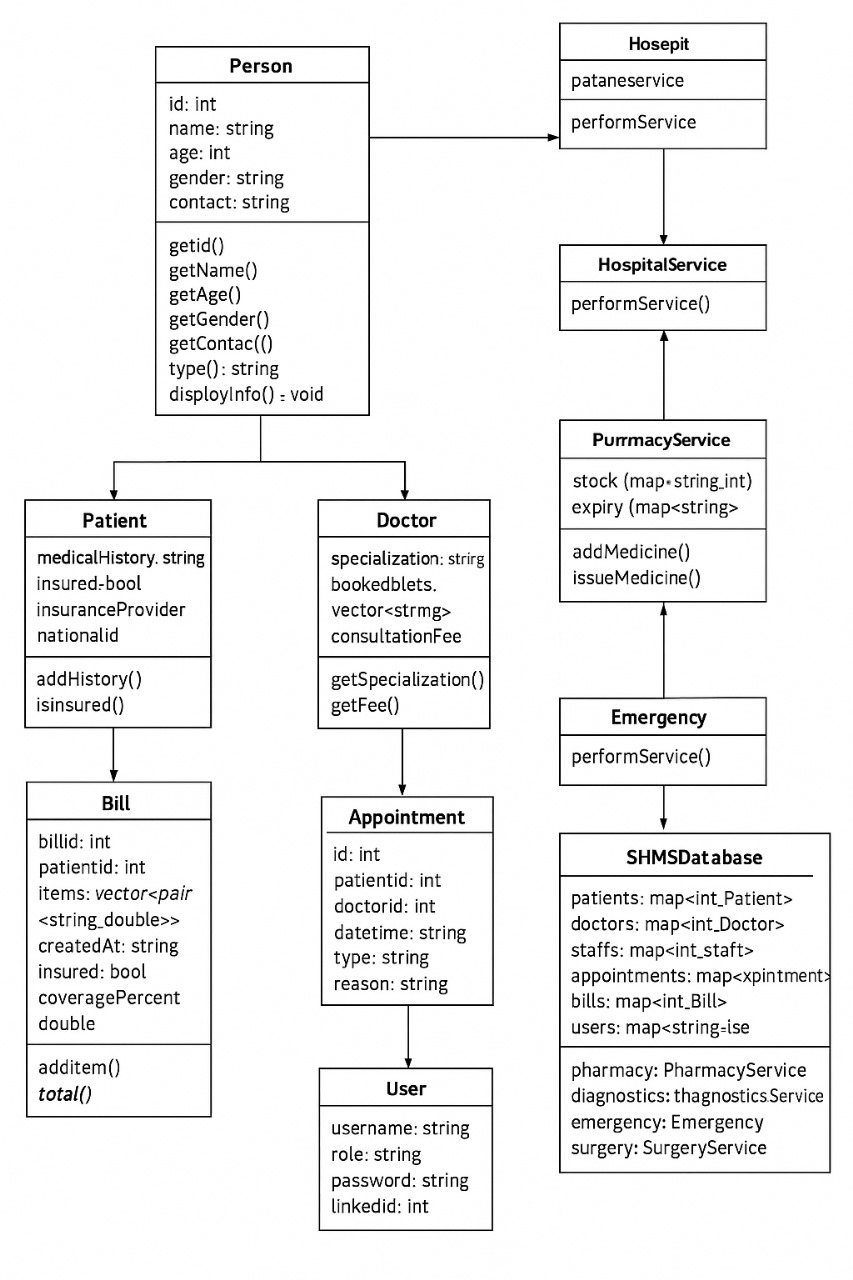 Person
id: int
name: string
age: int
gender: string
contact: string
getid()
getName()
getAge()
getGender()
getContac(()
type(): string
disployInfo() : void
Hosepit
pataneservice
performService
HospitalService
performService()
PurrmacyService
stock (map·string_int)
expiry (map<string>
addMedicine()
issueMedicine()
Patient
medicalHistory. string
insured:-bool
insuranceProvider
nationalid
addHistory()
isinsured()
Doctor
specialization: strirg
bookedblets.
vector<strmg>
consultationFee
getSpecialization()
getFee()
Emergency
performService()
Bill
billid: int
patientid: int
items: vector<pair
<string_double>>
createdAt: string
insured: bool
coveragePercent
double
additem()
total()
Appointment
id: int
patientid: int
doctorid: int
datetime: string
type: string
reason: string
SHMSDatabase
patients: map<int_Patient>
doctors: map<int_Doctor>
staffs: map<int_staft>
appointments: map<xpintment>
bills: map<int_Bill>
users: map<string=ise
pharmacy: PharmacyService
diagnostics: thagnostics.Service
emergency: Emergency
surgery: SurgeryService
User
username: string
role: string
password: string
linkedid: int